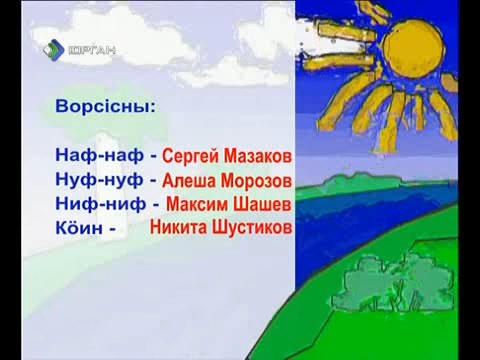 ЮРГАН
Ворсiсны:
Наф-наф - Сергей Мазаков
Нуф-нуф - Алеша Морозов
Ниф-ниф - Максим Шашев
Кöин - Никита Шустиков